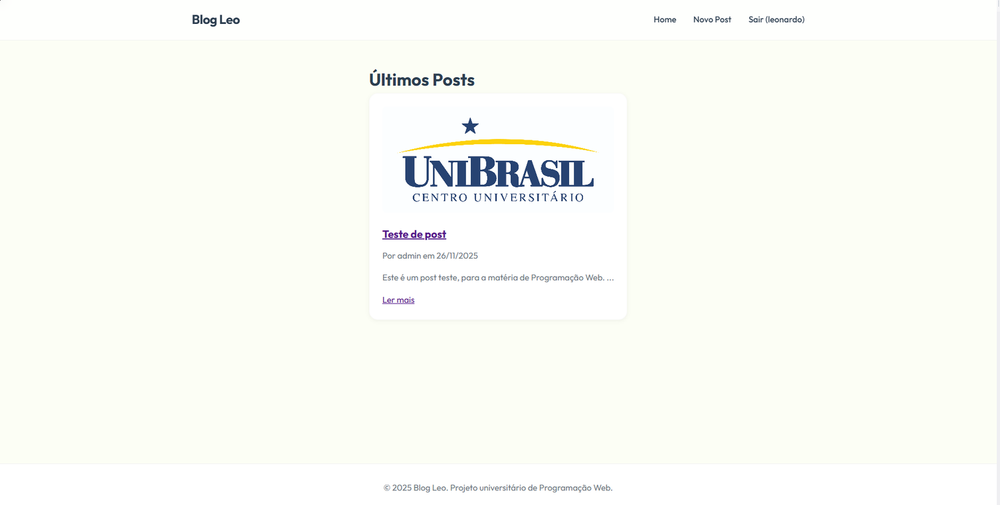 Blog Leo
Home
Novo Post
Sair (leonardo)
Últimos Posts
UNIBRASIL
CENTRO UNIVERSITÁRIO
Teste de post
Por admin em 26/11/2025
Este é um post teste, para a matéria de Programação Web. ...
Ler mais
© 2025 Blog Leo. Projeto universitário de Programação Web.